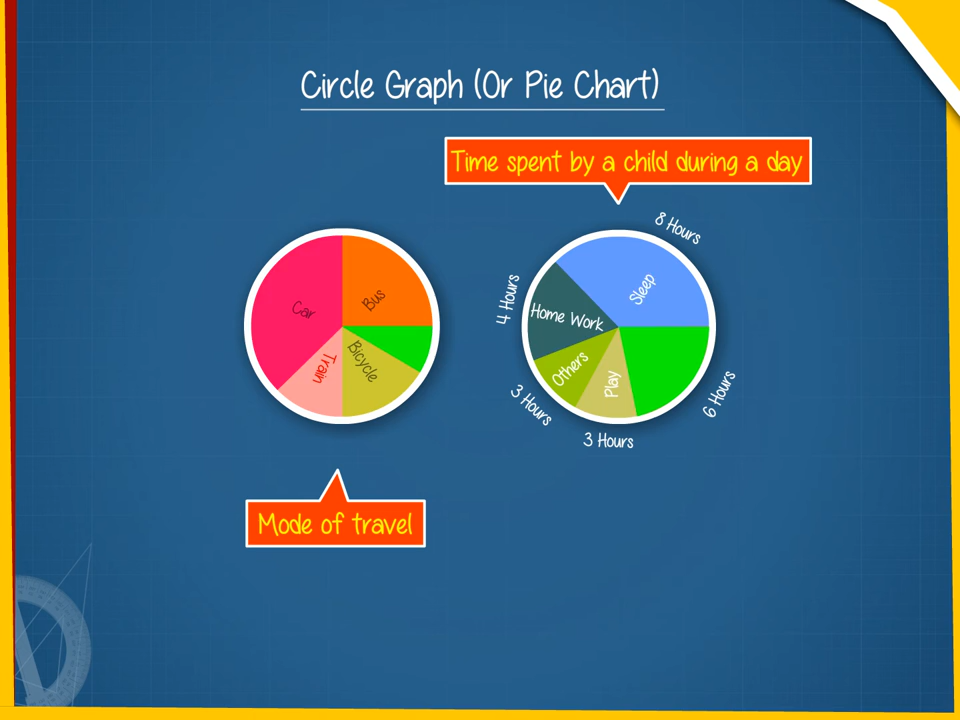 Circle Graph (Or Pie Chart)
Time spent by a child during a day
8 Hours
Sleep
4 Hours
Home Work
Others
Play
3 Hours
3 Hours
6 Hours
Car
Bus
Train
Bicycle
Mode of travel